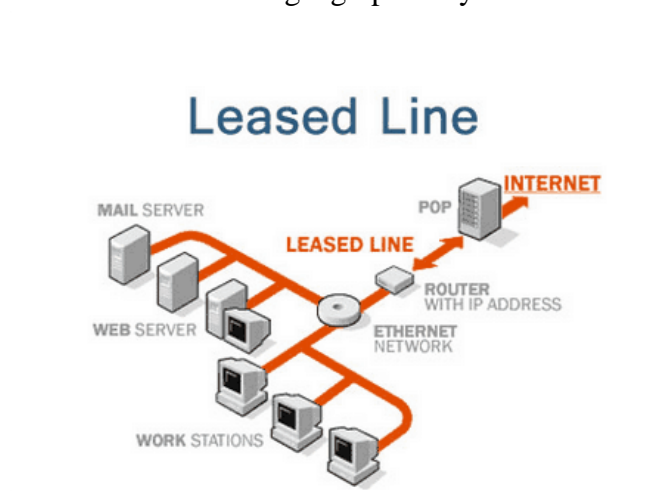 Leased Line
INTERNET
POP
MAIL SERVER
LEASED LINE
ROUTER
WITH IP ADDRESS
WEB SERVER
ETHERNET
NETWORK
WORK STATIONS